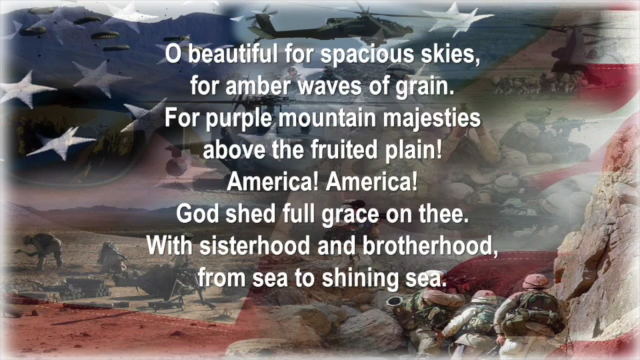 O beautiful for spacious skies,
for amber waves of grain.
For purple mountain majesties
above the fruited plain!
America! America!
God shed full grace on thee.
With sisterhood and brotherhood,
from sea to shining sea.